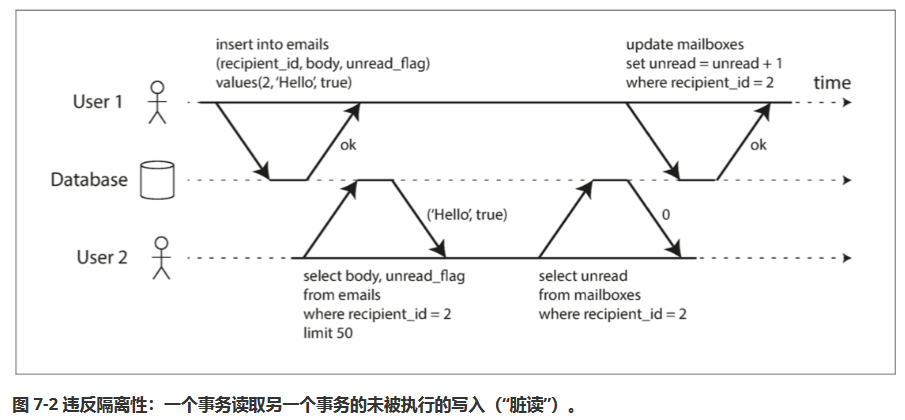 insert into emails
(recipient_id, body, unread_flag)
values(2, ‘Hello’, true)
update mailboxes
set unread = unread + 1
where recipient_id = 2
time
User 1
ok
ok
Database
(‘Hello’, true)
0
User 2
select body, unread_flag
from emails
where recipient_id = 2
limit 50
select unread
from mailboxes
where recipient_id = 2
图 7-2 违反隔离性：一个事务读取另一个事务的未被执行的写入（“脏读”）。